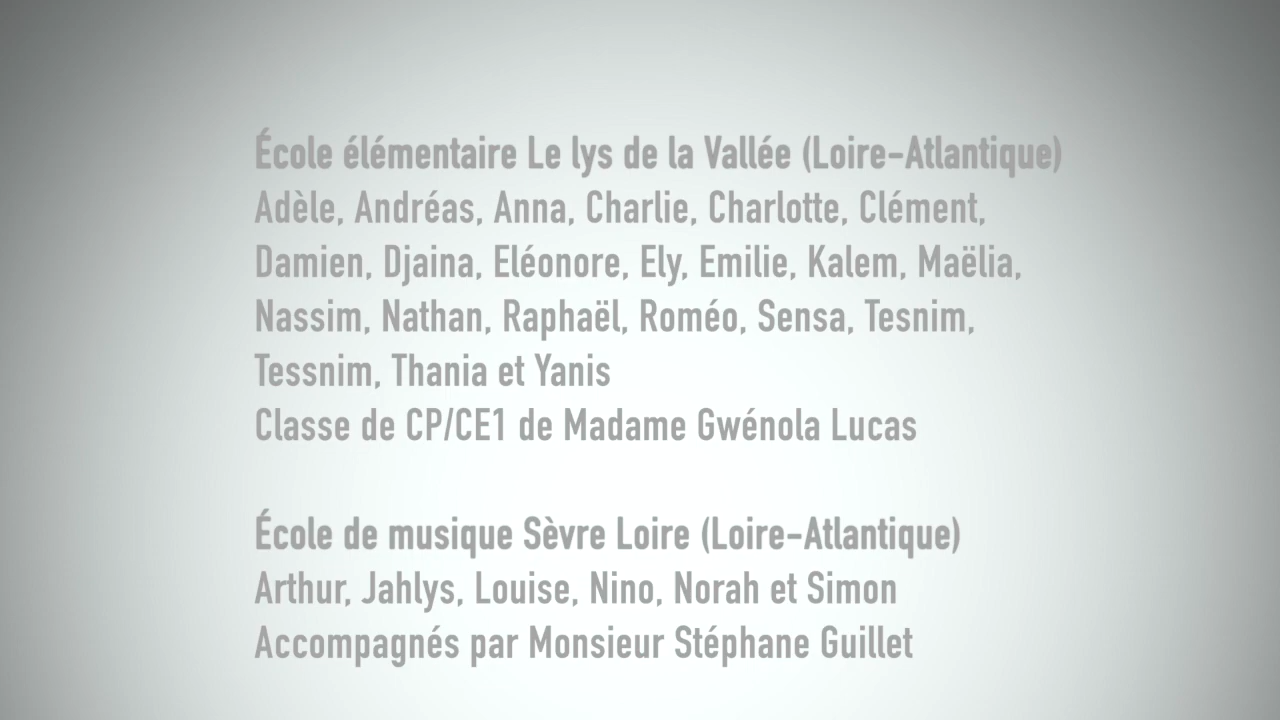 École élémentaire Le lys de la Vallée (Loire-Atlantique)
Adèle, Andréas, Anna, Charlie, Charlotte, Clément,
Damien, Djaina, Eléonore, Ely, Emilie, Kalem, Maëlia,
Nassim, Nathan, Raphaël, Roméo, Sensa, Tesnim,
Tessnim, Thania et Yanis
Classe de CP/CE1 de Madame Gwénola Lucas
École de musique Sèvre Loire (Loire-Atlantique)
Arthur, Jahlys, Louise, Nino, Norah et Simon
Accompagnés par Monsieur Stéphane Guillet